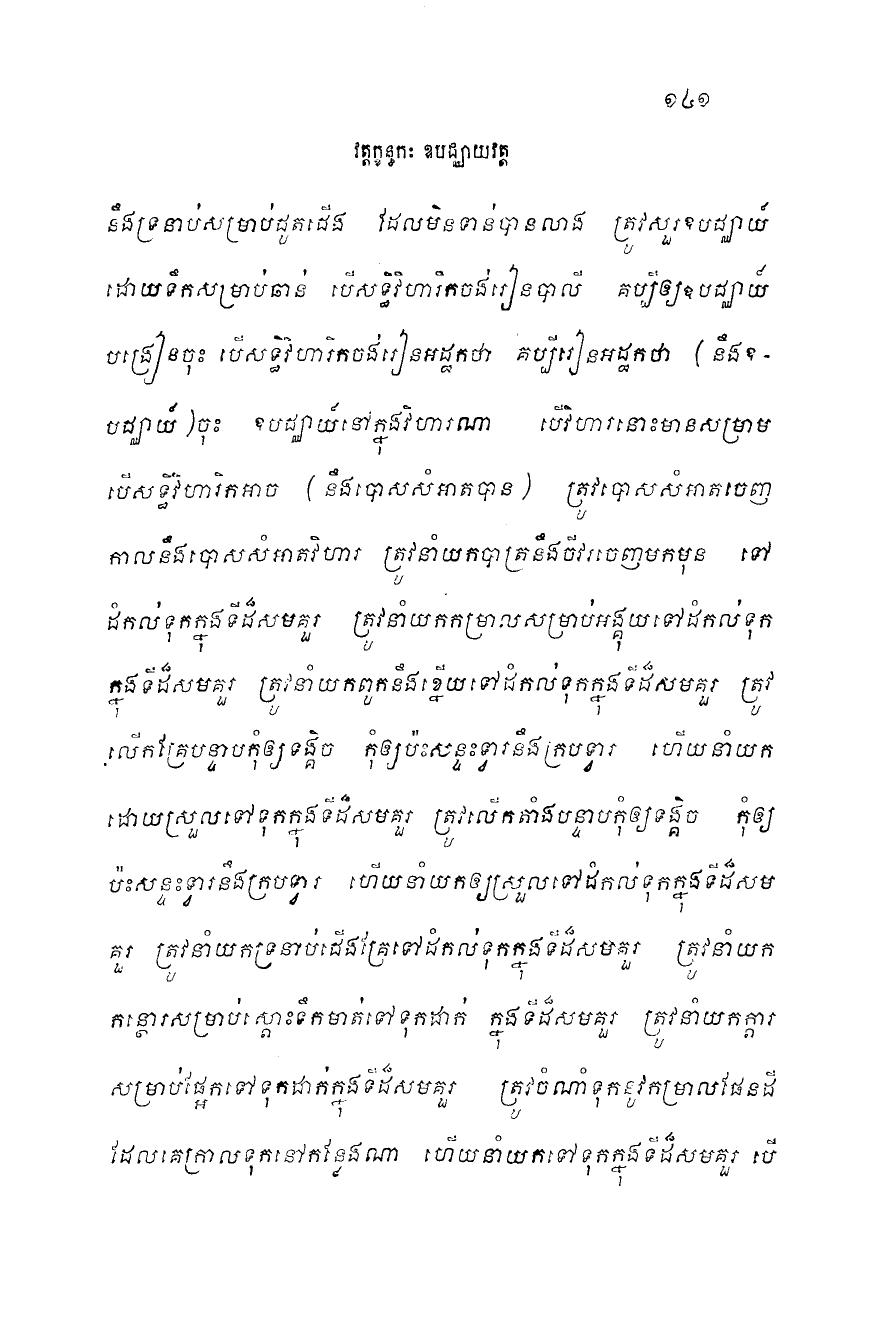 ១៤១
វត្តក្ខន្ធកៈ ឧបជ្ឈាយវត្ត
នឹងទ្រនាប់សម្រាប់ជូតជើង ដែលមិនទាន់បានលាង ត្រូវសួរឧបជ្ឈាយ៍
ដោយទឹកសម្រាប់ឆាន់ បើសទ្ធិវិហារិកចង់រៀនបាលី គប្បីឲ្យឧបជ្ឈាយ៍
បង្រៀនចុះ បើសទ្ធិវិហារិកចង់រៀនអដ្ឋកថា គប្បីរៀនអដ្ឋកថា (នឹងឧ-
បជ្ឈាយ៍)ចុះ ឧបជ្ឈាយ៍នៅក្នុងវិហារណា បើវិហារនោះមានសម្រាម
បើសទ្ធិវិហារិកអាច (នឹងបោសសំអាតបាន) ត្រូវបោសសំអាតចេញ
កាលនឹងបោសសំអាតវិហារ ត្រូវនាំយកបាត្រនឹងចីវរចេញមកមុន ទៅ
ដំកល់ទុកក្នុងទីដ៏សមគួរ ត្រូវនាំយកកម្រាលសម្រាប់អង្គុយទៅដំកល់ទុក
ក្នុងទីដ៏សមគួរ ត្រូវនាំយកពូកនឹងខ្នើយទៅដំកល់ទុកក្នុងទីដ៏សមគួរ ត្រូវ
លើកគ្រែបន្ទាបកុំឲ្យទង្គិច កុំឲ្យប៉ះសន្ទះទ្វារនឹងក្របទ្វារ ហើយនាំយក
ដោយស្រួលទៅទុកក្នុងទីដ៏សមគួរ ត្រូវលើកតាំងបន្ទាបកុំឲ្យទង្គិច កុំឲ្យ
ប៉ះសន្ទះទ្វារនឹងក្របទ្វារ ហើយនាំយកឲ្យស្រួលទៅដំកល់ទុកក្នុងទីដ៏សម
គួរ ត្រូវនាំយកទ្រនាប់ជើងគ្រែទៅដំកល់ទុកក្នុងទីដ៏សមគួរ ត្រូវនាំយក
កន្ថោរសម្រាប់ស្តោះទឹកមាត់ទៅទុកដាក់ ក្នុងទីដ៏សមគួរ ត្រូវនាំយកក្តារ
សម្រាប់ផ្អែកទៅទុកដាក់ក្នុងទីដ៏សមគួរ ត្រូវចំណាំទុកនូវកម្រាលផែនដី
ដែលគេក្រាលទុកនៅកន្លែងណា ហើយនាំយកទៅទុកក្នុងទីដ៏សមគួរ បើ